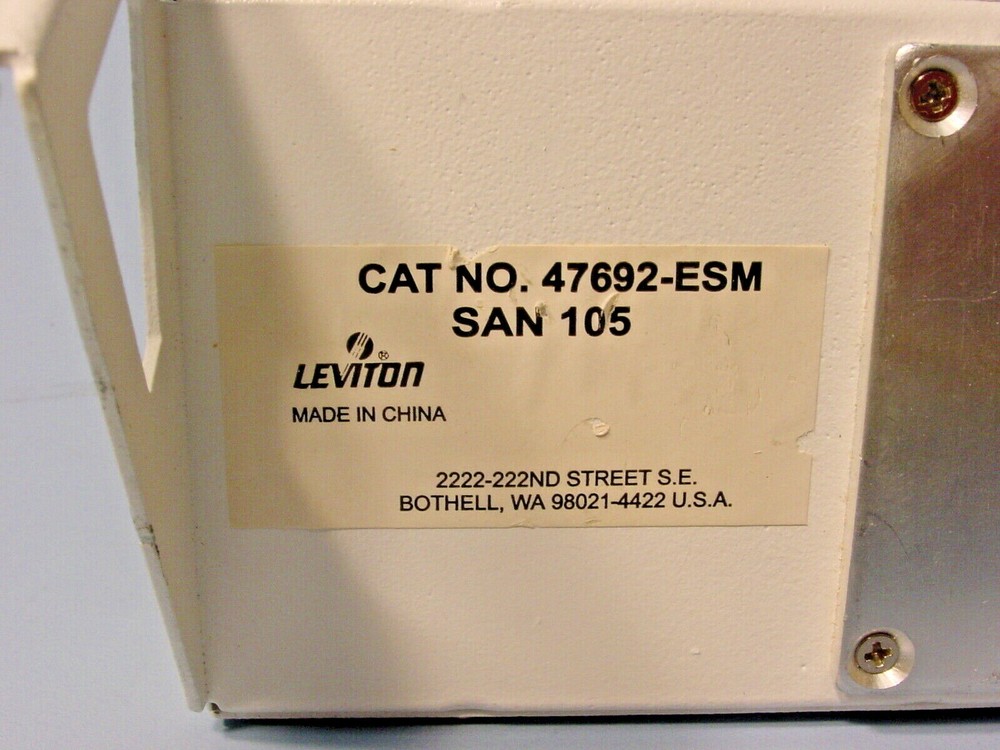 CAT NO. 47692-ESM
SAN 105
®
LEVITON
MADE IN CHINA
2222-222ND STREET S.E.
BOTHELL, WA 98021-4422 U.S.A.